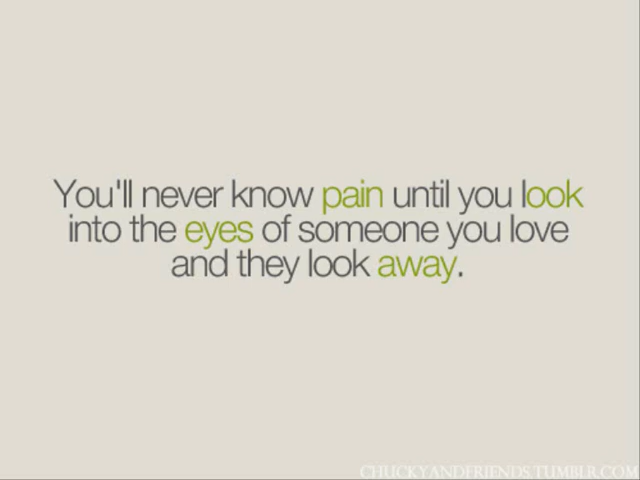 You'll never know pain until you look
into the eyes of someone you love
and they look away.
CHUCKYANDFRIENDS.TUMBLR.COM